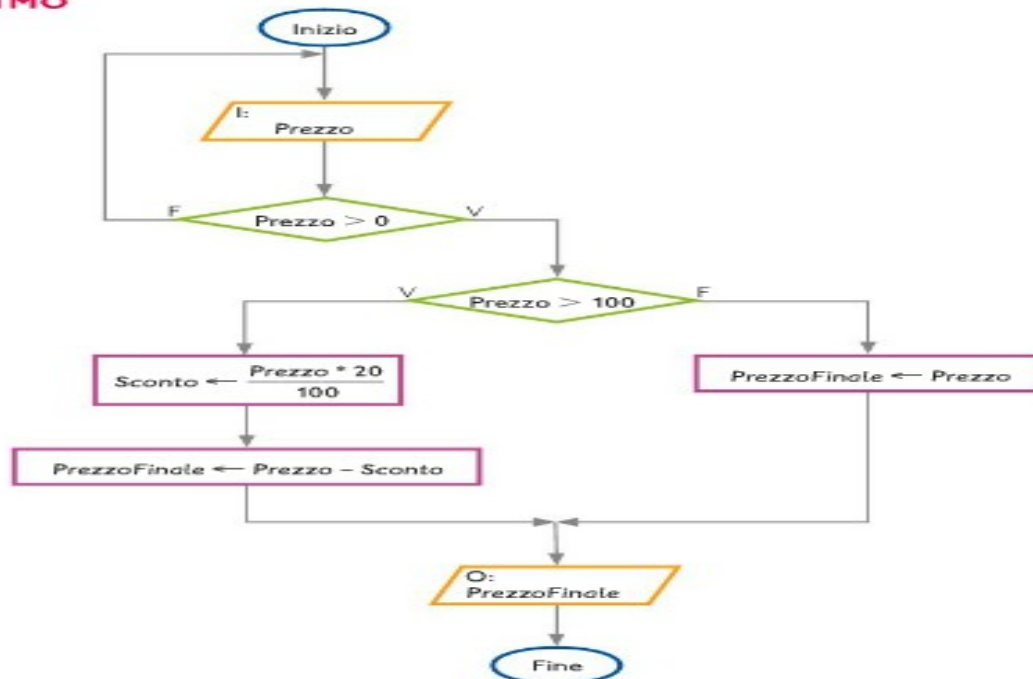 Inizio
I:
Prezzo
F
Prezzo > 0
V
V
Prezzo > 100
F
Sconto ← Prezzo * 20
100
PrezzoFinale ← Prezzo
PrezzoFinale ← Prezzo – Sconto
O:
PrezzoFinale
Fine